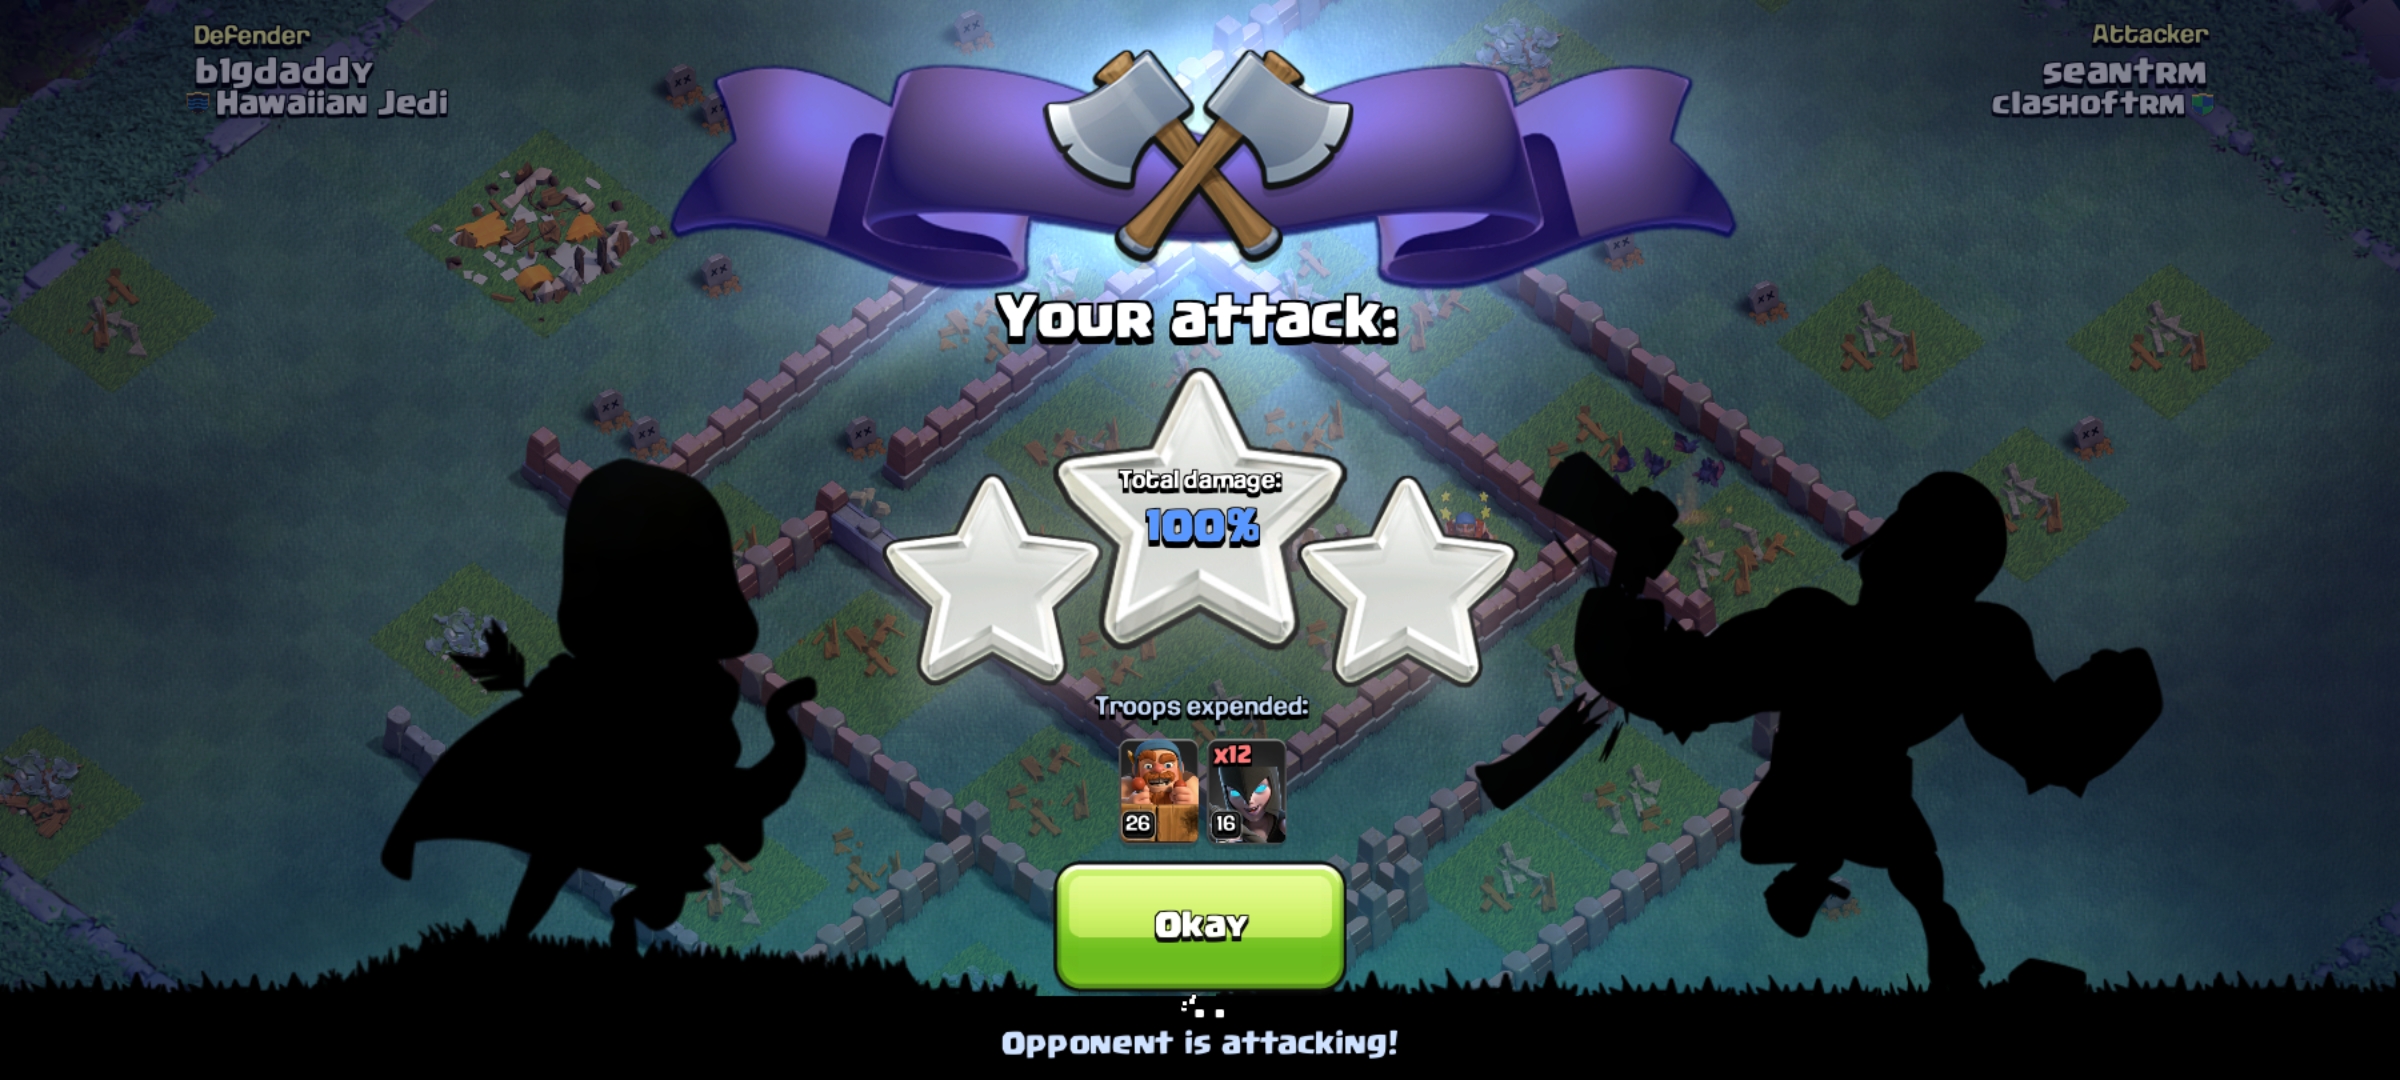 Defender
b1gdaddy
Hawaiian Jedi
Attacker
seantRM
clashoftRM
Your attack:
Total damage:
100%
Troops expended:
x12
26
16
Okay
Opponent is attacking!